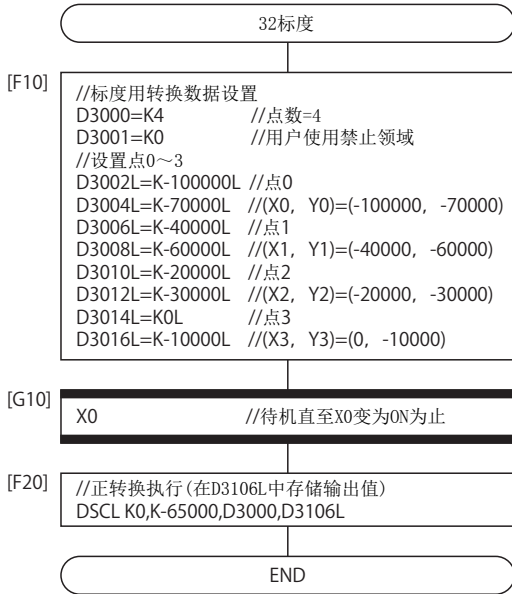 32标度
[F10]
//标度用转换数据设置
D3000=K4 //点数=4
D3001=K0 //用户使用禁止领域
//设置点0～3
D3002L=K-100000L //点0
D3004L=K-70000L //(X0, Y0)=(-100000, -70000)
D3006L=K-40000L //点1
D3008L=K-60000L //(X1, Y1)=(-40000, -60000)
D3010L=K-20000L //点2
D3012L=K-30000L //(X2, Y2)=(-20000, -30000)
D3014L=K0L //点3
D3016L=K-10000L //(X3, Y3)=(0, -10000)
[G10]
X0 //待机直至X0变为ON为止
[F20]
//正转换执行(在D3106L中存储输出值)
DSCL K0,K-65000,D3000,D3106L
END